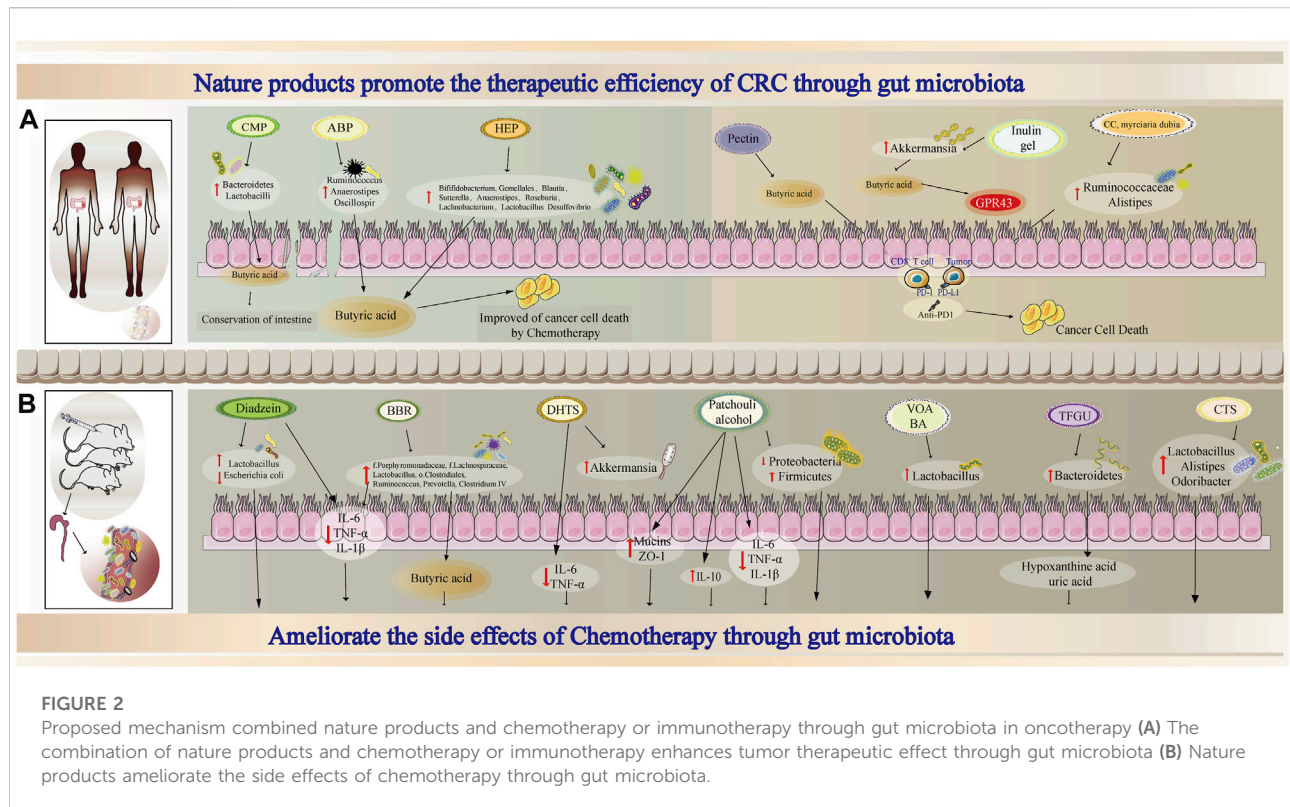 Nature products promote the therapeutic efficiency of CRC through gut microbiota
A
CMP
Bacteroidetes
Lactobacilli
Butyric acid
Conservation of intestine
ABP
Ruminococcus
Anaerostipes
Oscillospir
HEP
Bififidobacterium, Gemellales, Blautia,
Sutterella, Anaerostipes, Roseburia,
Lachnobacterium, Lactobacillus Desulfovibrio
Butyric acid
Improved of cancer cell death
by Chemotherapy
Pectin
Butyric acid
Inulin
gel
Akkermansia
Butyric acid
GPR43
CC, myrciaria dubia
Ruminococcaceae
Alistipes
CD8+ T cell
Tumor
PD-1
PD-L1
Anti-PD1
Cancer Cell Death
B
Diadzein
Lactobacillus
Escherichia coli
IL-6
TNF-α
IL-1β
BBR
f.Porphyromonadaceae, f.Lachnospiraceae,
Lactobacillus, o.Clostridiales,
Ruminococcus, Prevotella, Clostridium IV
Butyric acid
DHTS
Akkermansia
IL-6
TNF-α
Patchouli
alcohol
Proteobacteria
Firmicutes
Mucins
ZO-1
IL-10
IL-6
TNF-α
IL-1β
VOA
BA
Lactobacillus
TFGU
Bacteroidetes
Hypoxanthine acid
uric acid
CTS
Lactobacillus
Alistipes
Odoribacter
Ameliorate the side effects of Chemotherapy through gut microbiota
FIGURE 2
Proposed mechanism combined nature products and chemotherapy or immunotherapy through gut microbiota in oncotherapy (A) The
combination of nature products and chemotherapy or immunotherapy enhances tumor therapeutic effect through gut microbiota (B) Nature
products ameliorate the side effects of chemotherapy through gut microbiota.